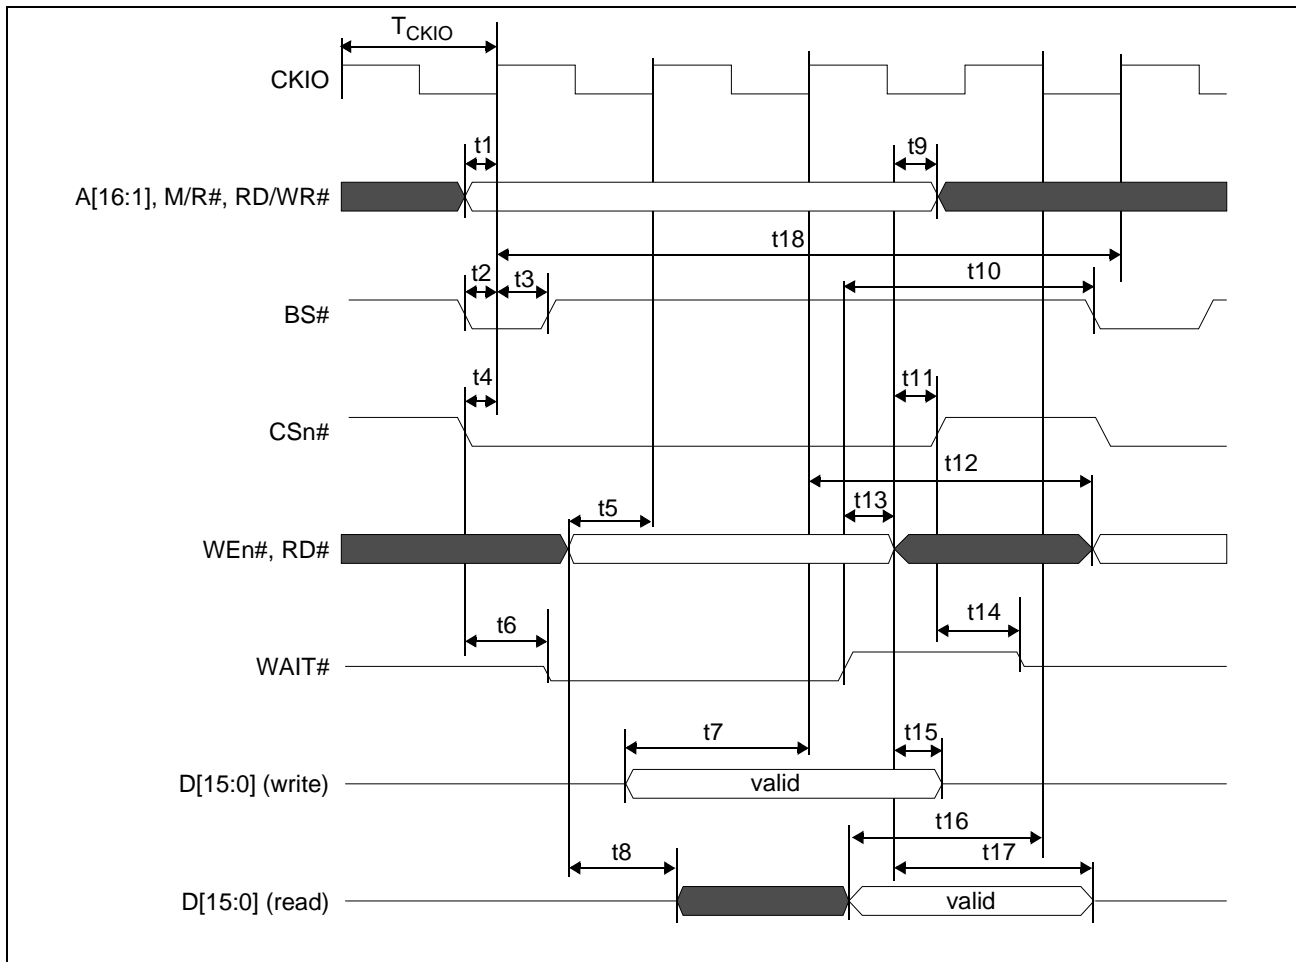 TCKIO
CKIO
t1
t9
A[16:1], M/R#, RD/WR#
t18
t2
t3
t10
BS#
t4
t11
CSn#
t12
t5
t13
WEn#, RD#
t6
t14
WAIT#
t7
t15
D[15:0] (write)
valid
t16
t8
t17
D[15:0] (read)
valid